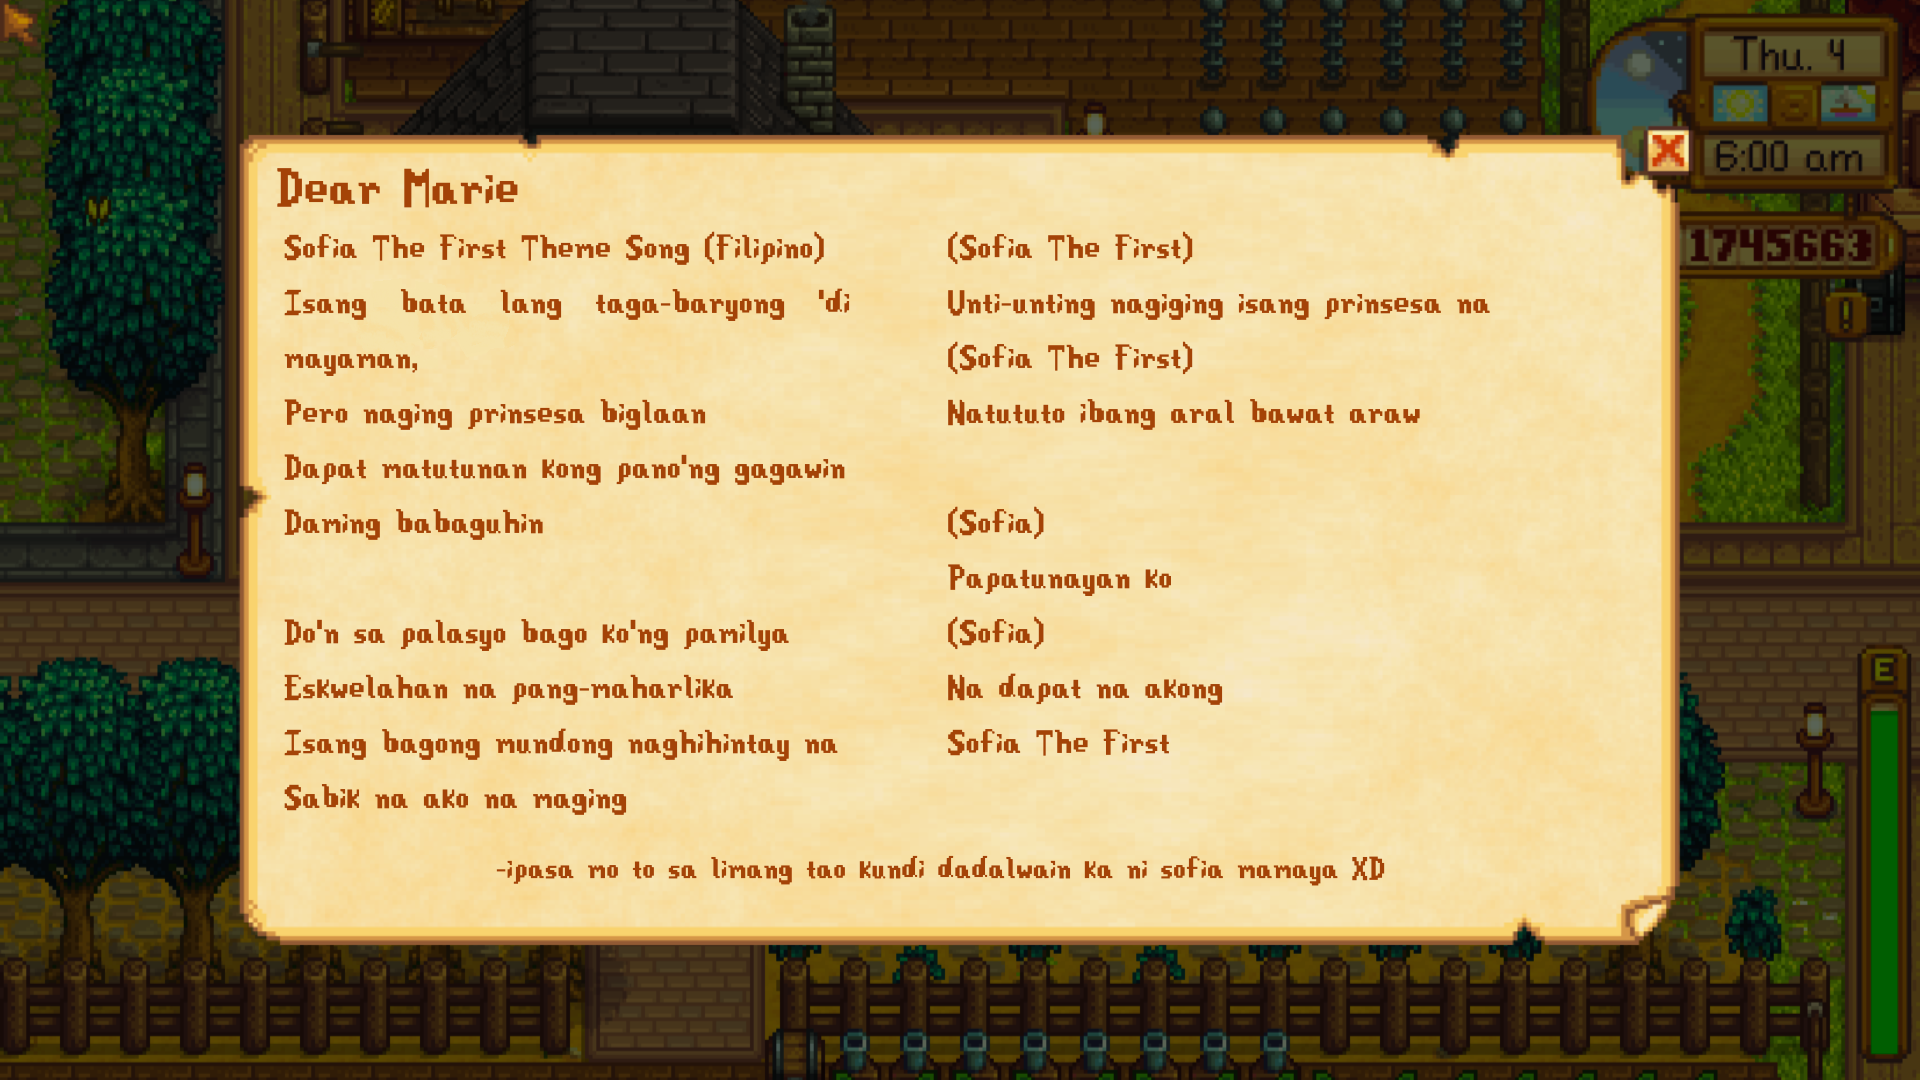 Dear Marie
Sofia The First Theme Song (Filipino)
Isang bata lang taga-baryong 'di
mayaman,
Pero naging prinsesa biglaan
Dapat matutunan kong pano'ng gagawin
Daming babaguhin
Do'n sa palasyo bago ko'ng pamilya
Eskwelahan na pang-maharlika
Isang bagong mundong naghihintay na
Sabik na ako na maging
(Sofia The First)
Unti-unting nagiging isang prinsesa na
(Sofia The First)
Natututo ibang aral bawat araw
(Sofia)
Papatunayan ko
(Sofia)
Na dapat na akong
Sofia The First
-ipasa mo to sa limang tao kundi dadalwain ka ni sofia mamaya XD
Thu. 4
6:00 am
1745663
!
E